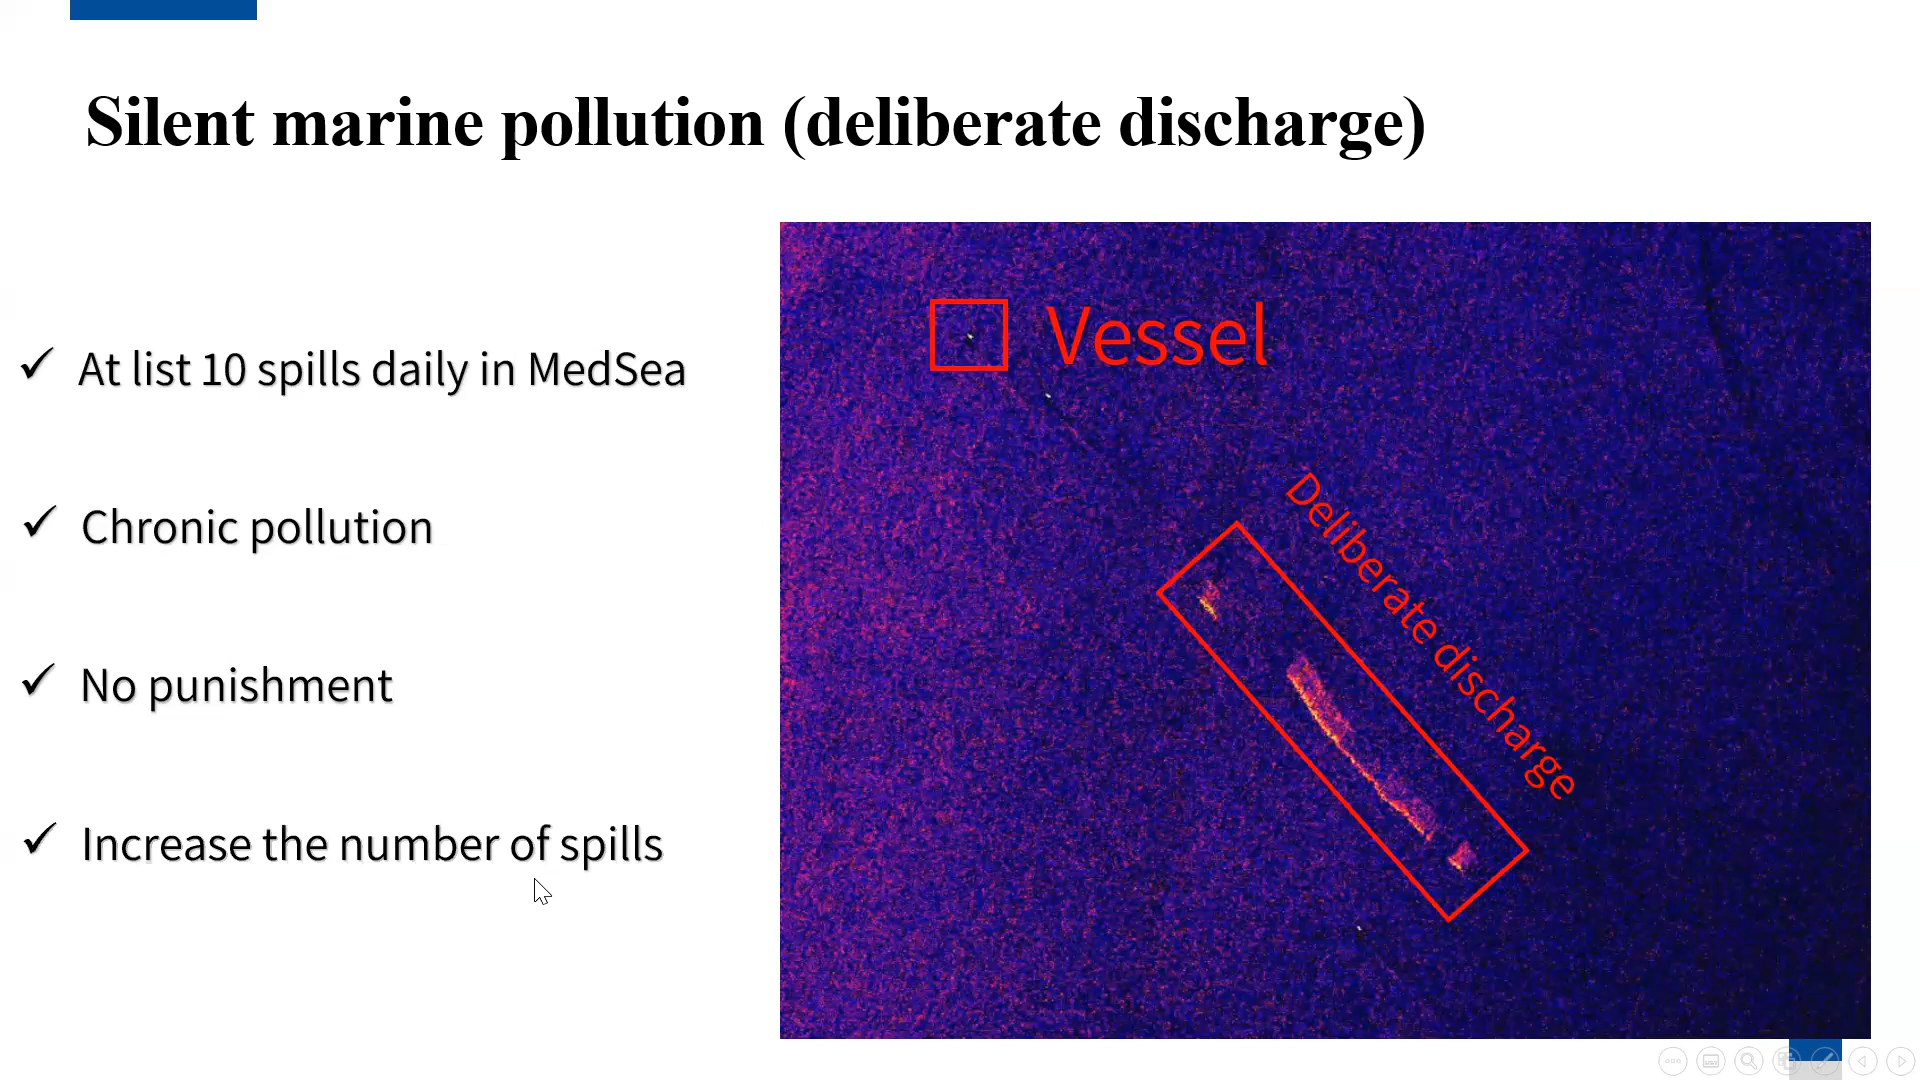 Silent marine pollution (deliberate discharge)
✓ At list 10 spills daily in MedSea
✓ Chronic pollution
✓ No punishment
✓ Increase the number of spills
Vessel
Deliberate discharge